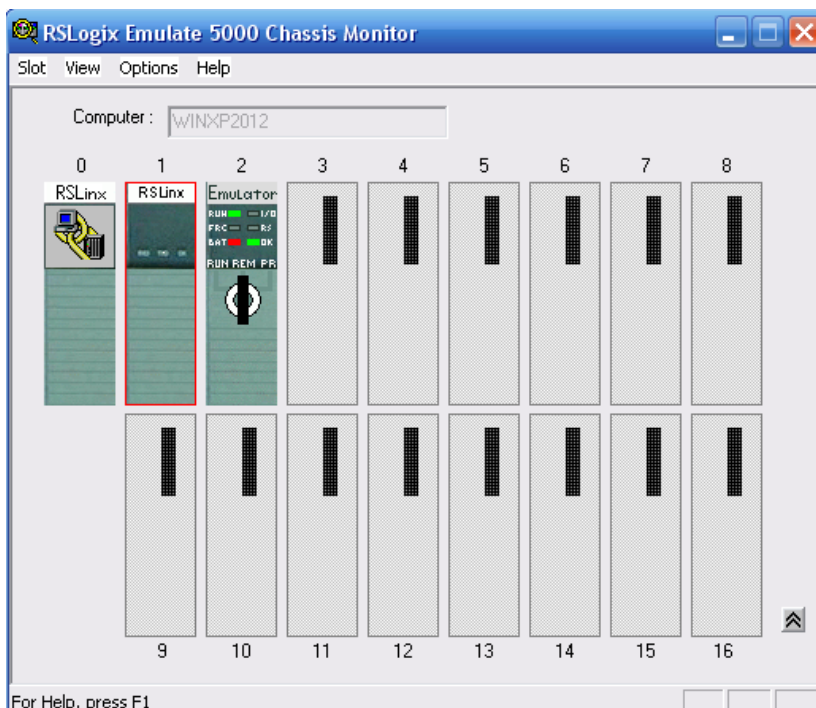 RSLogix Emulate 5000 Chassis Monitor
Slot View Options Help
Computer : WINXP2012
0 1 2 3 4 5 6 7 8
RSLinx RSLinx Emulator
RUN I/O
FRC RS
BAT OK
RUN REM PR
9 10 11 12 13 14 15 16
For Help, press F1